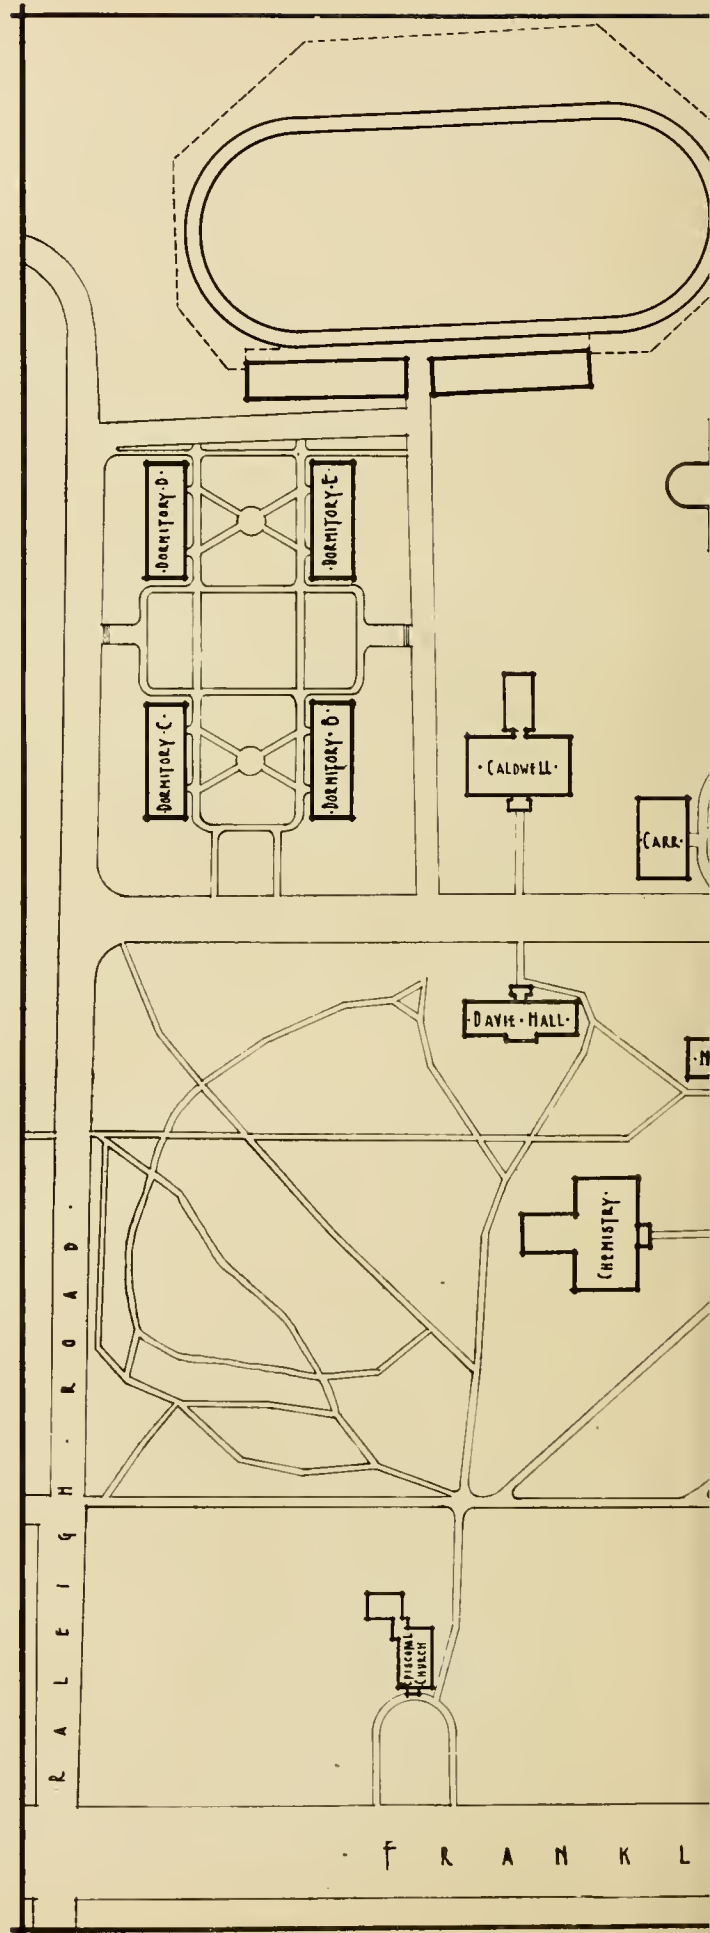 ·DORMITORY·D·
·DORMITORY·E·
·DORMITORY·C·
·DORMITORY·B·
·CALDWELL·
·CARR·
·DAVIE·HALL·
CHEMISTRY·
RALEIGH·ROAD·
EPISCOPAL
CHURCH
·FRANKL